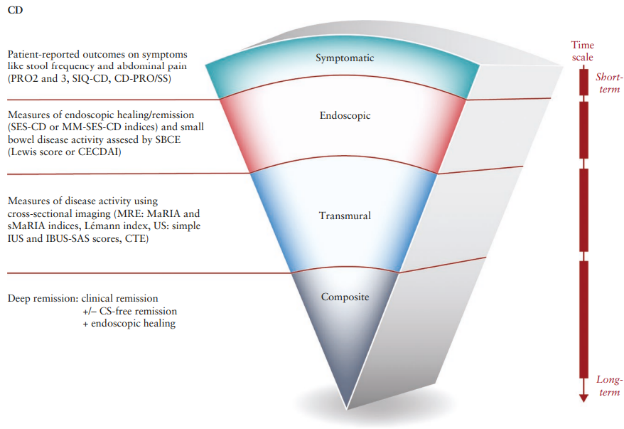 CD
Patient-reported outcomes on symptoms
like stool frequency and abdominal pain
(PRO2 and 3, SIQ-CD, CD-PRO/SS)
Measures of endoscopic healing/remission
(SES-CD or MM-SES-CD indices) and small
bowel disease activity assesed by SBCE
(Lewis score or CECDAI)
Measures of disease activity using
cross-sectional imaging (MRE: MaRIA and
sMaRIA indices, Lémann index, US: simple
IUS and IBUS-SAS scores, CTE)
Deep remission: clinical remission
+/– CS-free remission
+ endoscopic healing
Symptomatic
Endoscopic
Transmural
Composite
Time
scale
Short-
term
Long-
term